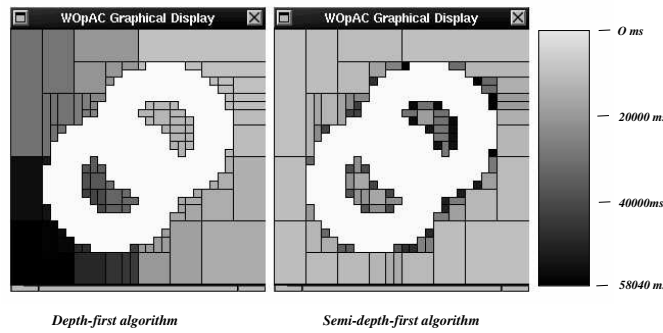 WOpAC Graphical Display
WOpAC Graphical Display
O ms
20000 ms
40000ms
58040 ms
Depth-first algorithm
Semi-depth-first algorithm